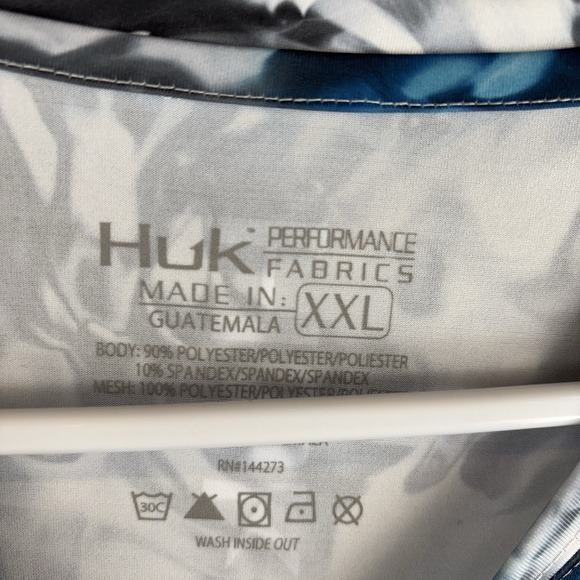 Huk™ PERFORMANCE
FABRICS
MADE IN:
GUATEMALA
XXL
BODY: 90% POLYESTER/POLYESTER/POLIESTER
10% SPANDEX/SPANDEX/SPANDEX
MESH: 100% POLYESTER/POLYESTER
RN#144273
30C
WASH INSIDE OUT